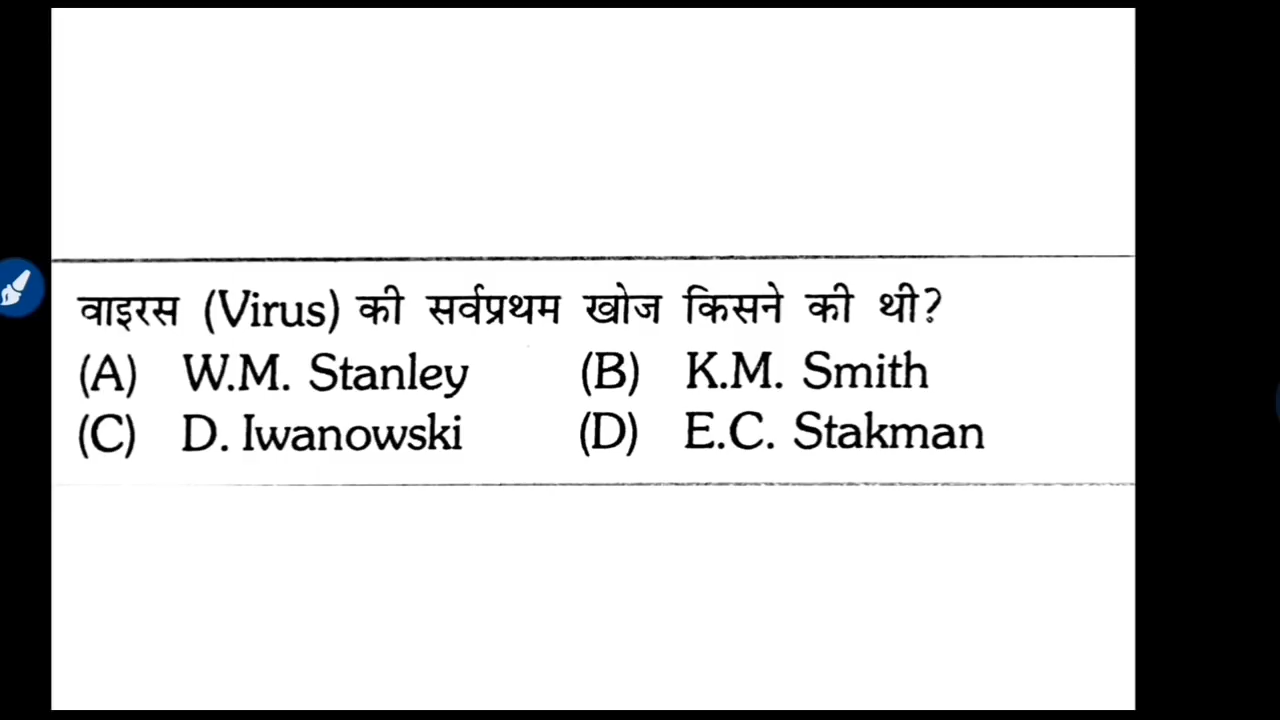 वाइरस (Virus) की सर्वप्रथम खोज किसने की थी?
(A) W.M. Stanley (B) K.M. Smith
(C) D. Iwanowski (D) E.C. Stakman